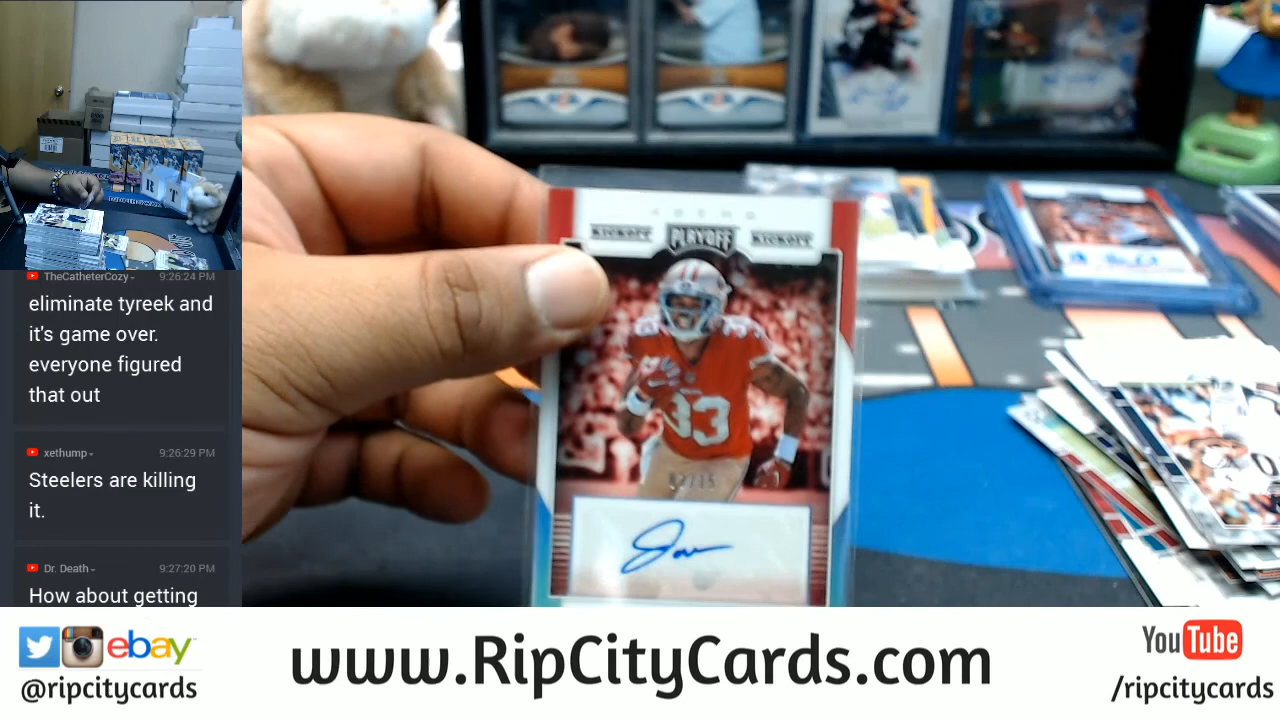 TheCatheterCozy
9:26:24 PM
eliminate tyreek and
it's game over.
everyone figured
that out
xethump
9:26:29 PM
Steelers are killing
it.
Dr. Death
9:27:20 PM
How about getting
R T
KICKOFF PLAYOFF KICKOFF
33
ebay
@ripcitycards
www.RipCityCards.com
YouTube
/ripcitycards